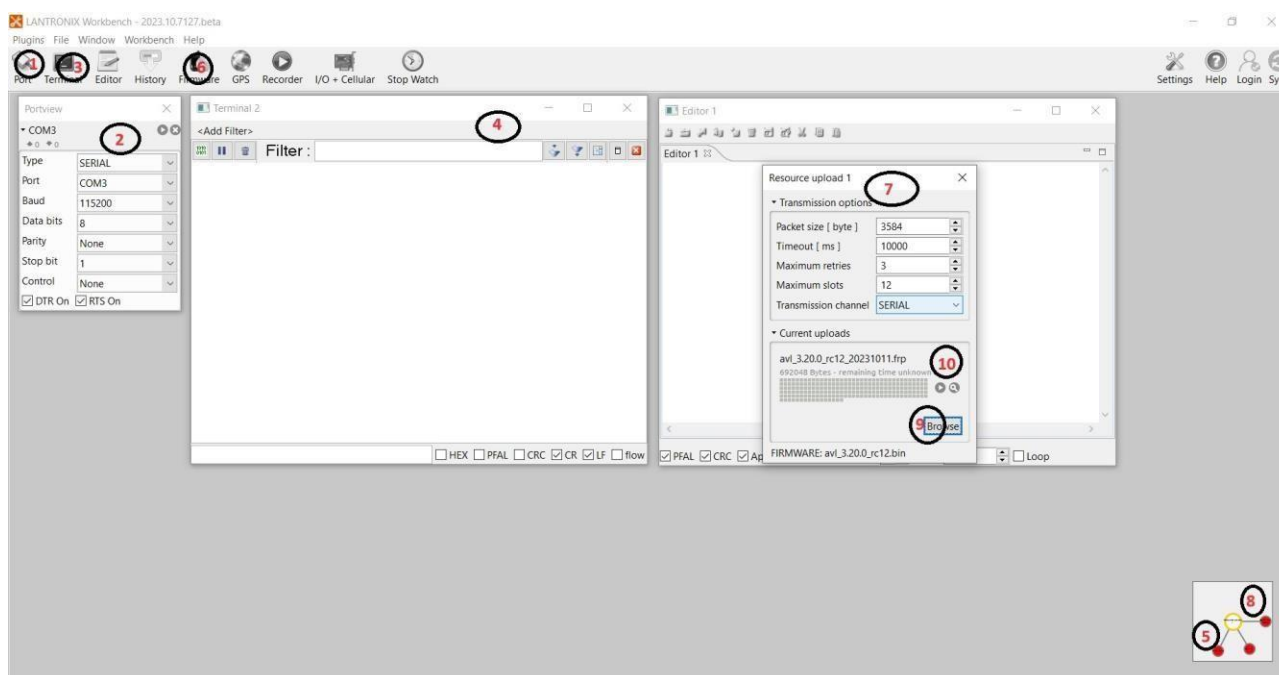 LANTRONIX Workbench - 2023.10.7127.beta
Plugins File Window Workbench Help
1 3 6
Port Terminal Editor History Firmware GPS Recorder I/O + Cellular Stop Watch Settings Help Login
Portview
COM3
2
0 0
Type SERIAL
Port COM3
Baud 115200
Data bits 8
Parity None
Stop bit 1
Control None
DTR On RTS On
Terminal 2
4
<Add Filter>
Filter :
HEX PFAL CRC CR LF flow
Editor 1
Editor 1
PFAL CRC Loop
Resource upload 1
7
Transmission options
Packet size [ byte ] 3584
Timeout [ ms ] 10000
Maximum retries 3
Maximum slots 12
Transmission channel SERIAL
Current uploads
avl_3.20.0_rc12_20231011.frp
10
692048 Bytes - remaining time unknown
9 Browse
FIRMWARE: avl_3.20.0_rc12.bin
8
5